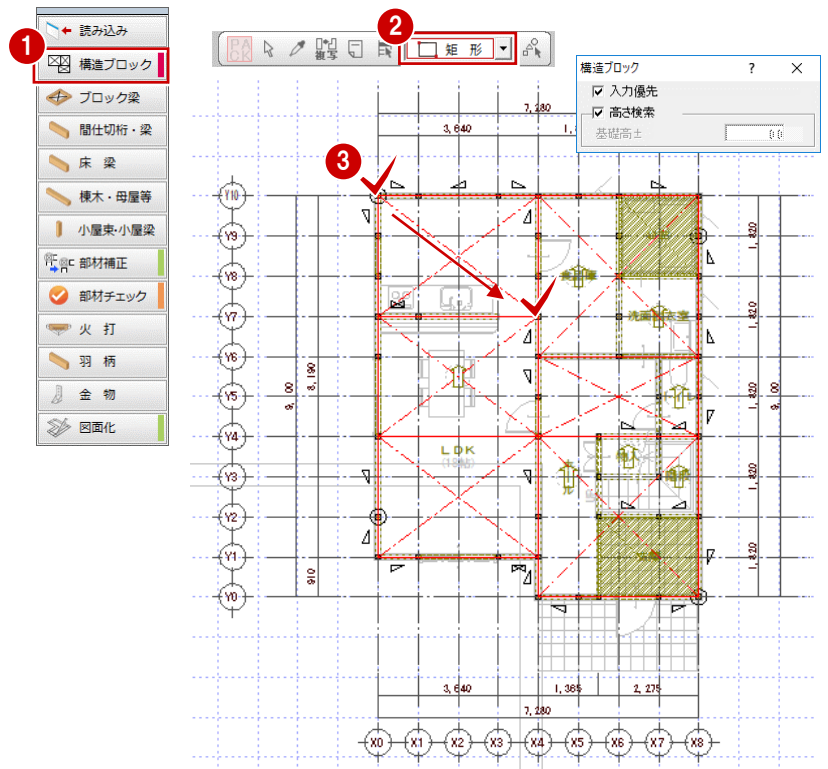 1
読み込み
構造ブロック
ブロック梁
間仕切桁・梁
床 梁
棟木・母屋等
小屋束・小屋梁
部材補正
部材チェック
火 打
羽 柄
金 物
図面化
PACK
複写
2
矩 形
構造ブロック
?
入力優先
高さ検索
基礎高±
3
7,280
3,640
Y10
Y9
Y8
Y7
Y6
Y5
Y4
Y3
Y2
Y1
Y0
8,190
910
1,820
1,820
1,820
1,820
1,820
LDK
3,640
1,365
2,275
7,280
X0
X1
X2
X3
X4
X5
X6
X7
X8